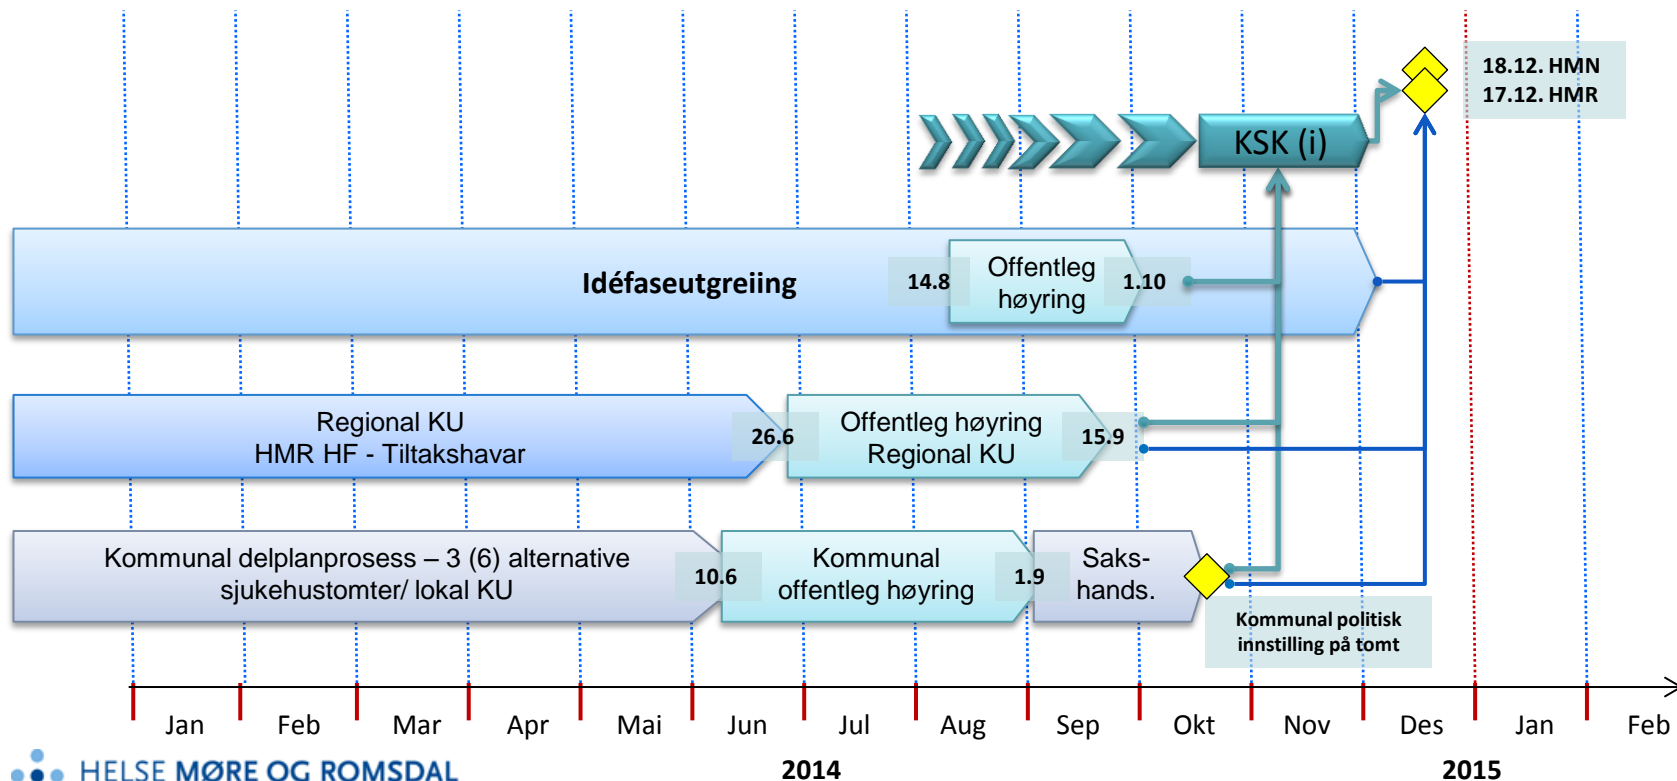 18.12. HMN
17.12. HMR
KSK (i)
Idéfaseutgreiing
14.8
Offentleg
høyring
1.10
Regional KU
HMR HF - Tiltakshavar
26.6
Offentleg høyring
Regional KU
15.9
Kommunal delplanprosess – 3 (6) alternative
sjukehustomter/ lokal KU
10.6
Kommunal
offentleg høyring
1.9
Saks-
hands.
Kommunal politisk
innstilling på tomt
Jan Feb Mar Apr Mai Jun Jul Aug Sep Okt Nov Des Jan Feb
HELSE MØRE OG ROMSDAL
2014
2015